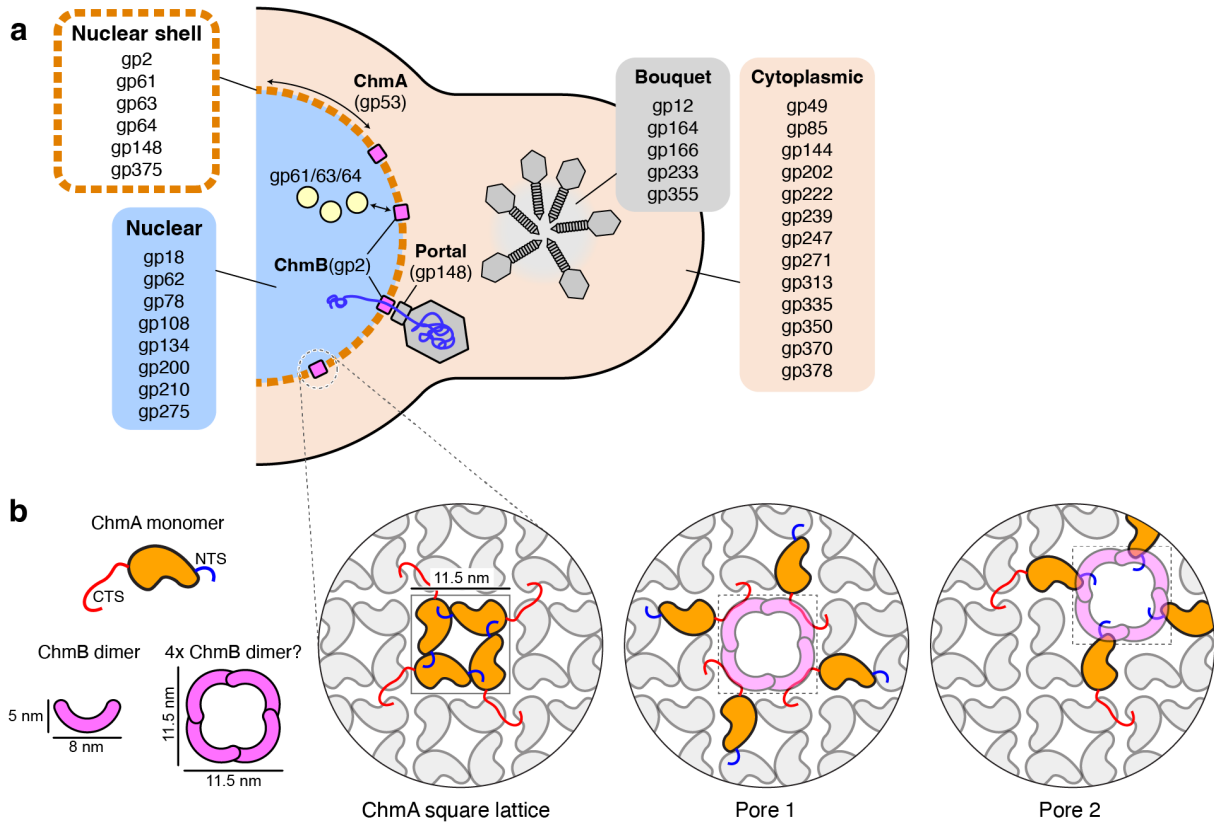 a
Nuclear shell
gp2
gp61
gp63
gp64
gp148
gp375
Nuclear
gp18
gp62
gp78
gp108
gp134
gp200
gp210
gp275
ChmA
(gp53)
gp61/63/64
ChmB(gp2)
Portal
(gp148)
Bouquet
gp12
gp164
gp166
gp233
gp355
Cytoplasmic
gp49
gp85
gp144
gp202
gp222
gp239
gp247
gp271
gp313
gp335
gp350
gp370
gp378
b
ChmA monomer
NTS
CTS
ChmB dimer
5 nm
8 nm
4x ChmB dimer?
11.5 nm
11.5 nm
11.5 nm
ChmA square lattice
Pore 1
Pore 2